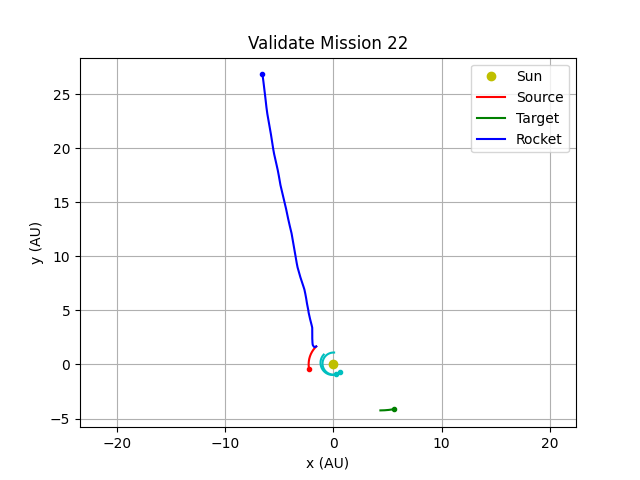 Validate Mission 22
Sun
Source
Target
Rocket
25
20
15
10
5
0
−5
y (AU)
−20
−10
0
10
20
x (AU)